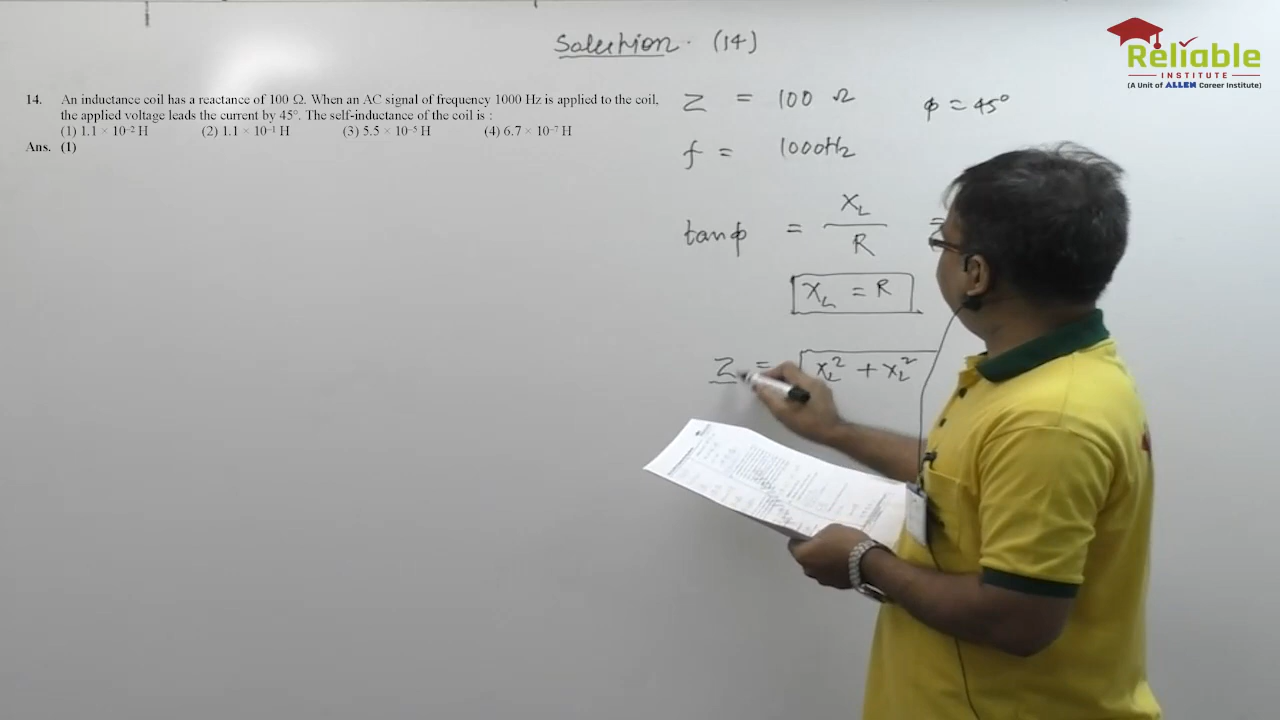 Solution. (14)
Reliable
INSTITUTE
(A Unit of ALLEN Career Institute)
14. An inductance coil has a reactance of 100 Ω. When an AC signal of frequency 1000 Hz is applied to the coil,
the applied voltage leads the current by 45°. The self-inductance of the coil is :
(1) 1.1 × 10⁻² H (2) 1.1 × 10⁻¹ H (3) 5.5 × 10⁻⁵ H (4) 6.7 × 10⁻⁷ H
Ans. (1)
Z = 100 Ω φ = 45°
f = 1000Hz
tanφ = X_L / R =
X_L = R
Z = √(X_L² + X_L²